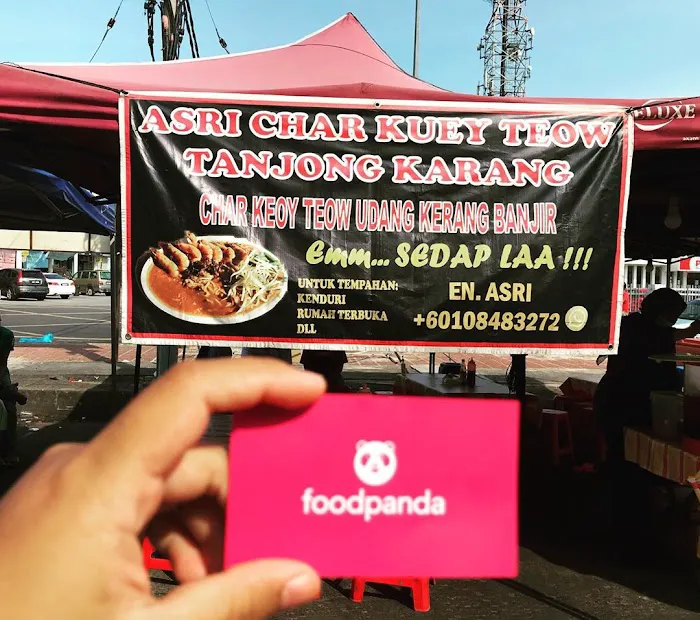 ASRI CHAR KUEY TEOW
TANJONG KARANG
CHAR KEOY TEOW UDANG KERANG BANJIR
Emm... SEDAP LAA !!!
UNTUK TEMPAHAN:
KENDURI
RUMAH TERBUKA
DLL
EN. ASRI
+60108483272
foodpanda